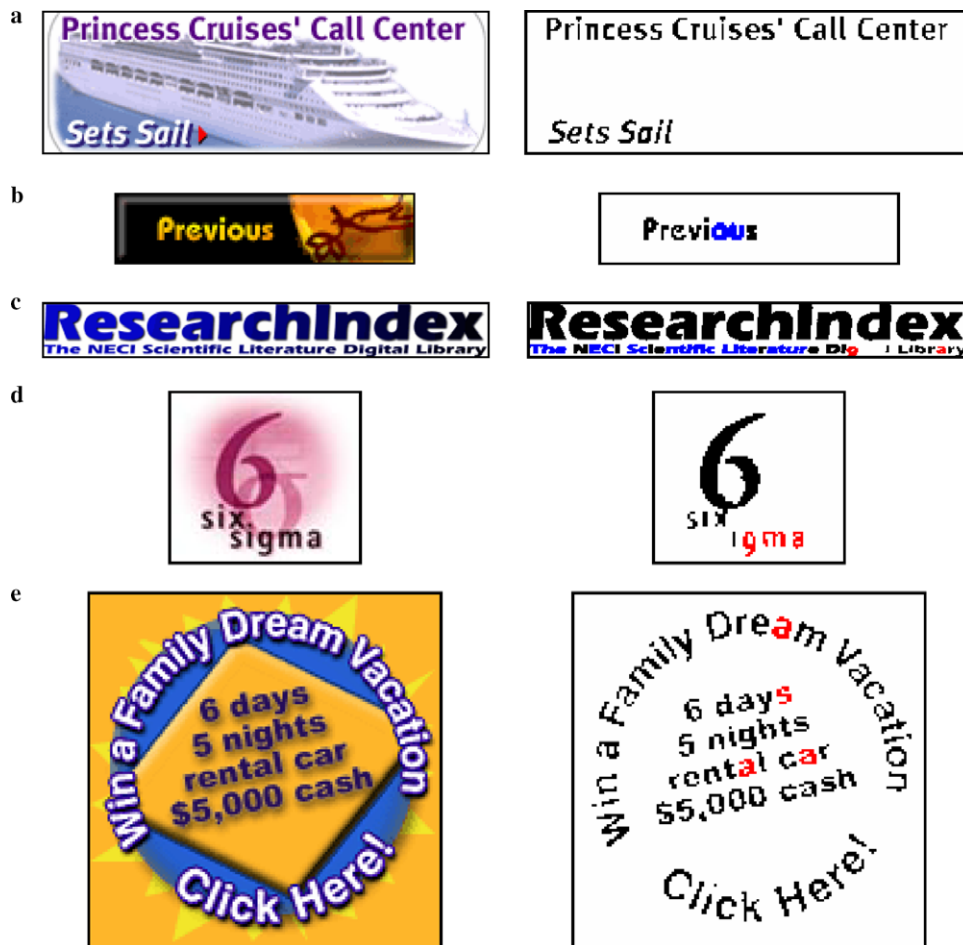 a
Princess Cruises' Call Center
Sets Sail
Princess Cruises' Call Center
Sets Sail
b
Previous
Previous
c
ResearchIndex
The NECI Scientific Literature Digital Library
ResearchIndex
The NECI Scientific Literature Dig l Library
d
6
six
sigma
6
six
igma
e
Win a Family Dream Vacation
6 days
5 nights
rental car
$5,000 cash
Click Here!
Win a Family Dream Vacation
6 days
5 nights
rental car
$5,000 cash
Click Here!